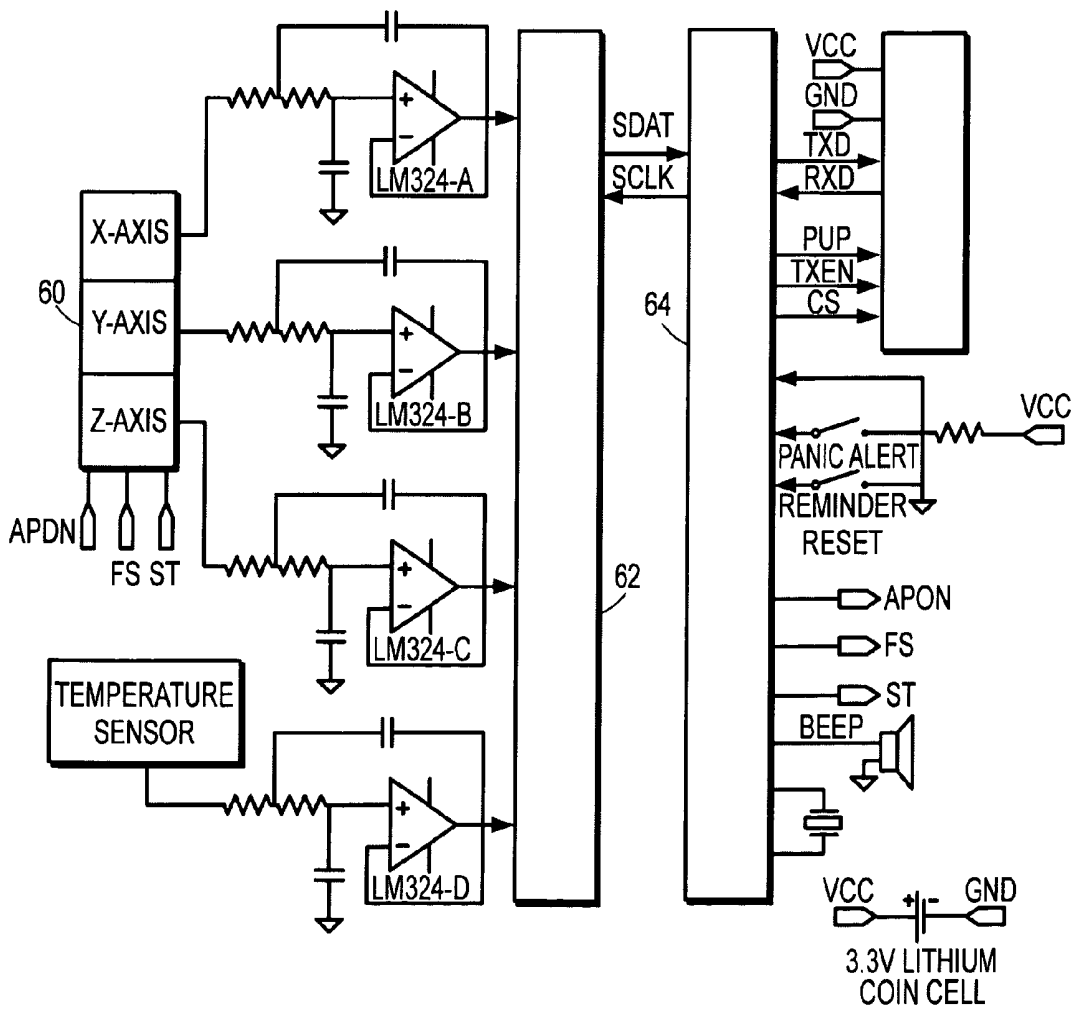 VCC
GND
SDAT
TXD
SCLK
RXD
LM324-A
+
−
X-AXIS
60
Y-AXIS
Z-AXIS
APDN
FS ST
PUP
TXEN
CS
64
+
−
LM324-B
VCC
PANIC ALERT
REMINDER
RESET
62
+
−
LM324-C
APON
FS
ST
BEEP
TEMPERATURE
SENSOR
+
−
LM324-D
VCC
+ -
GND
3.3V LITHIUM
COIN CELL